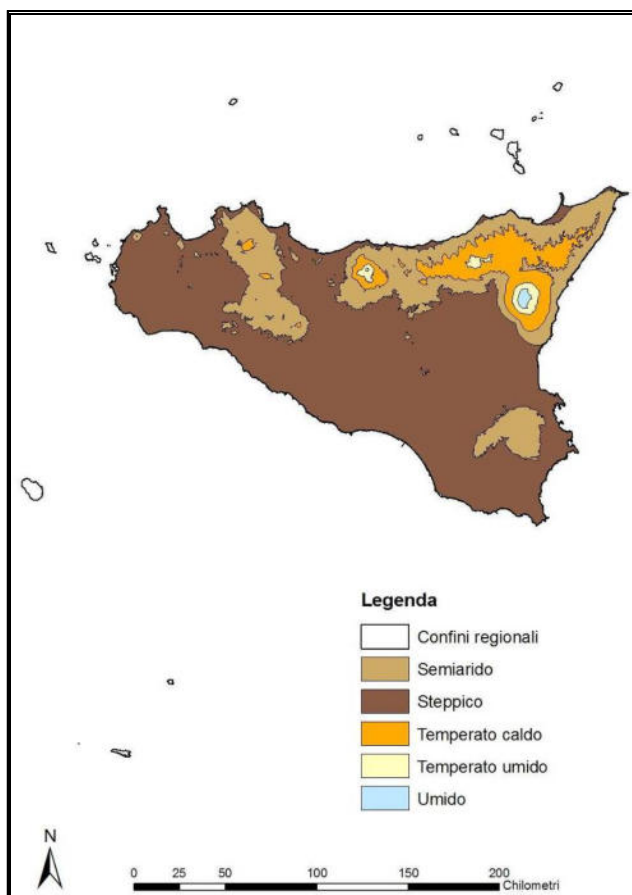 Legenda
Confini regionali
Semiarido
Steppico
Temperato caldo
Temperato umido
Umido
N
0 25 50 100 150 200
Chilometri